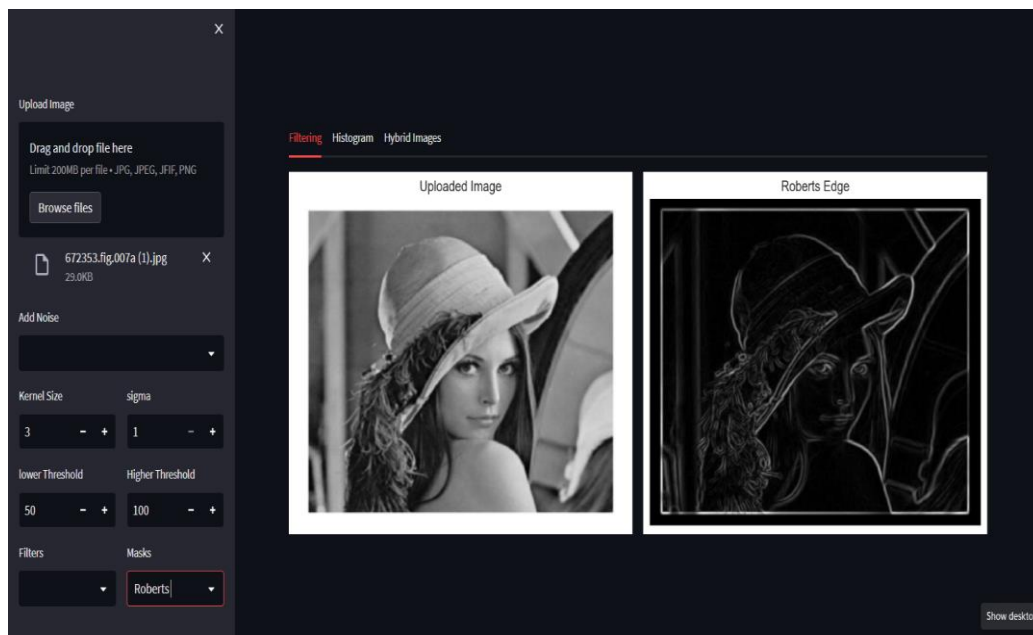 X
Upload Image
Drag and drop file here
Limit 200MB per file • JPG, JPEG, JFIF, PNG
Browse files
672353.fig.007a (1).jpg X
29.0KB
Add Noise
Kernel Size sigma
3 - + 1 - +
lower Threshold Higher Threshold
50 - + 100 - +
Filters Masks
Roberts
Filtering Histogram Hybrid Images
Uploaded Image Roberts Edge
Show deskto